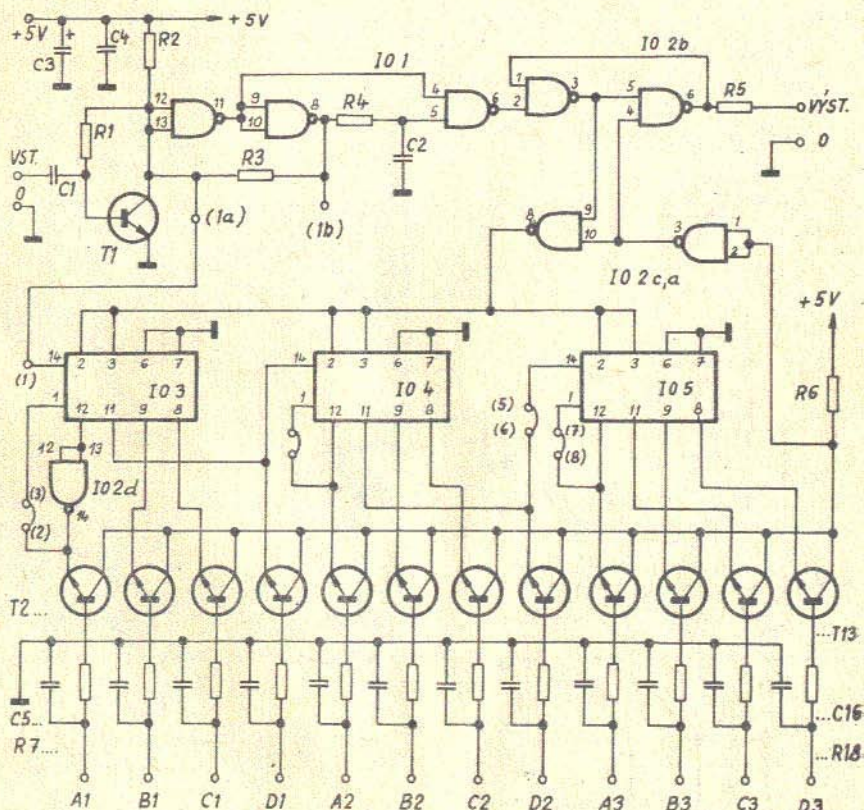 +5V
+ 5V
C3
+
C4
R2
IO 1
IO 2b
12
13
11
9
10
8
R4
4
5
6
1
2
3
5
4
6
R5
VÝST.
0
R1
VST.
0
C1
T1
R3
C2
(1a)
(1b)
8
9
10
3
1
2
IO 2c,a
+ 5V
R6
(1)
14
2
3
6
7
IO 3
1
12
11
9
8
14
2
3
6
7
IO 4
1
12
11
9
8
14
2
3
6
7
IO 5
1
12
11
9
8
(5)
(6)
(7)
(8)
12
13
IO2d
14
(3)
(2)
T2...
...T13
C5...
...C16
R7....
...R18
A1 B1 C1 D1 A2 B2 C2 D2 A3 B3 C3 D3